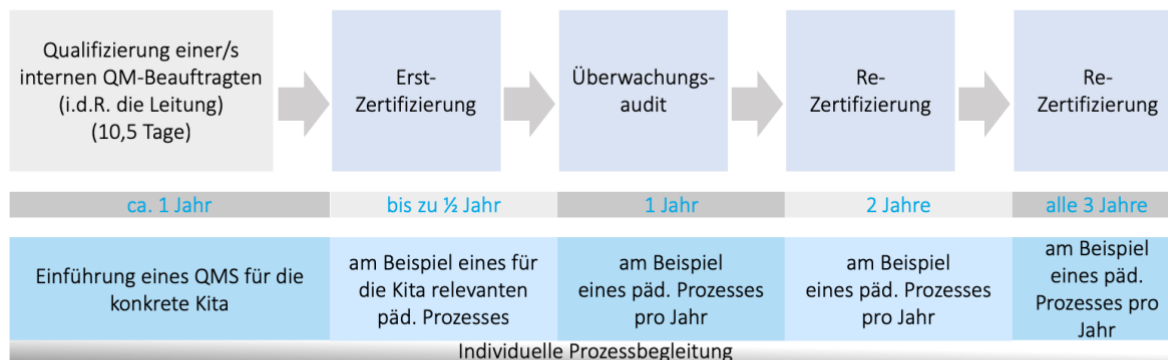 Qualifizierung einer/s
internen QM-Beauftragten
(i.d.R. die Leitung)
(10,5 Tage)
Erst-
Zertifizierung
Überwachungs-
audit
Re-
Zertifizierung
Re-
Zertifizierung
ca. 1 Jahr
bis zu ½ Jahr
1 Jahr
2 Jahre
alle 3 Jahre
Einführung eines QMS für die
konkrete Kita
am Beispiel eines für
die Kita relevanten
päd. Prozesses
am Beispiel
eines päd. Prozesses
pro Jahr
am Beispiel
eines päd. Prozesses
pro Jahr
am Beispiel
eines päd.
Prozesses pro
Jahr
Individuelle Prozessbegleitung